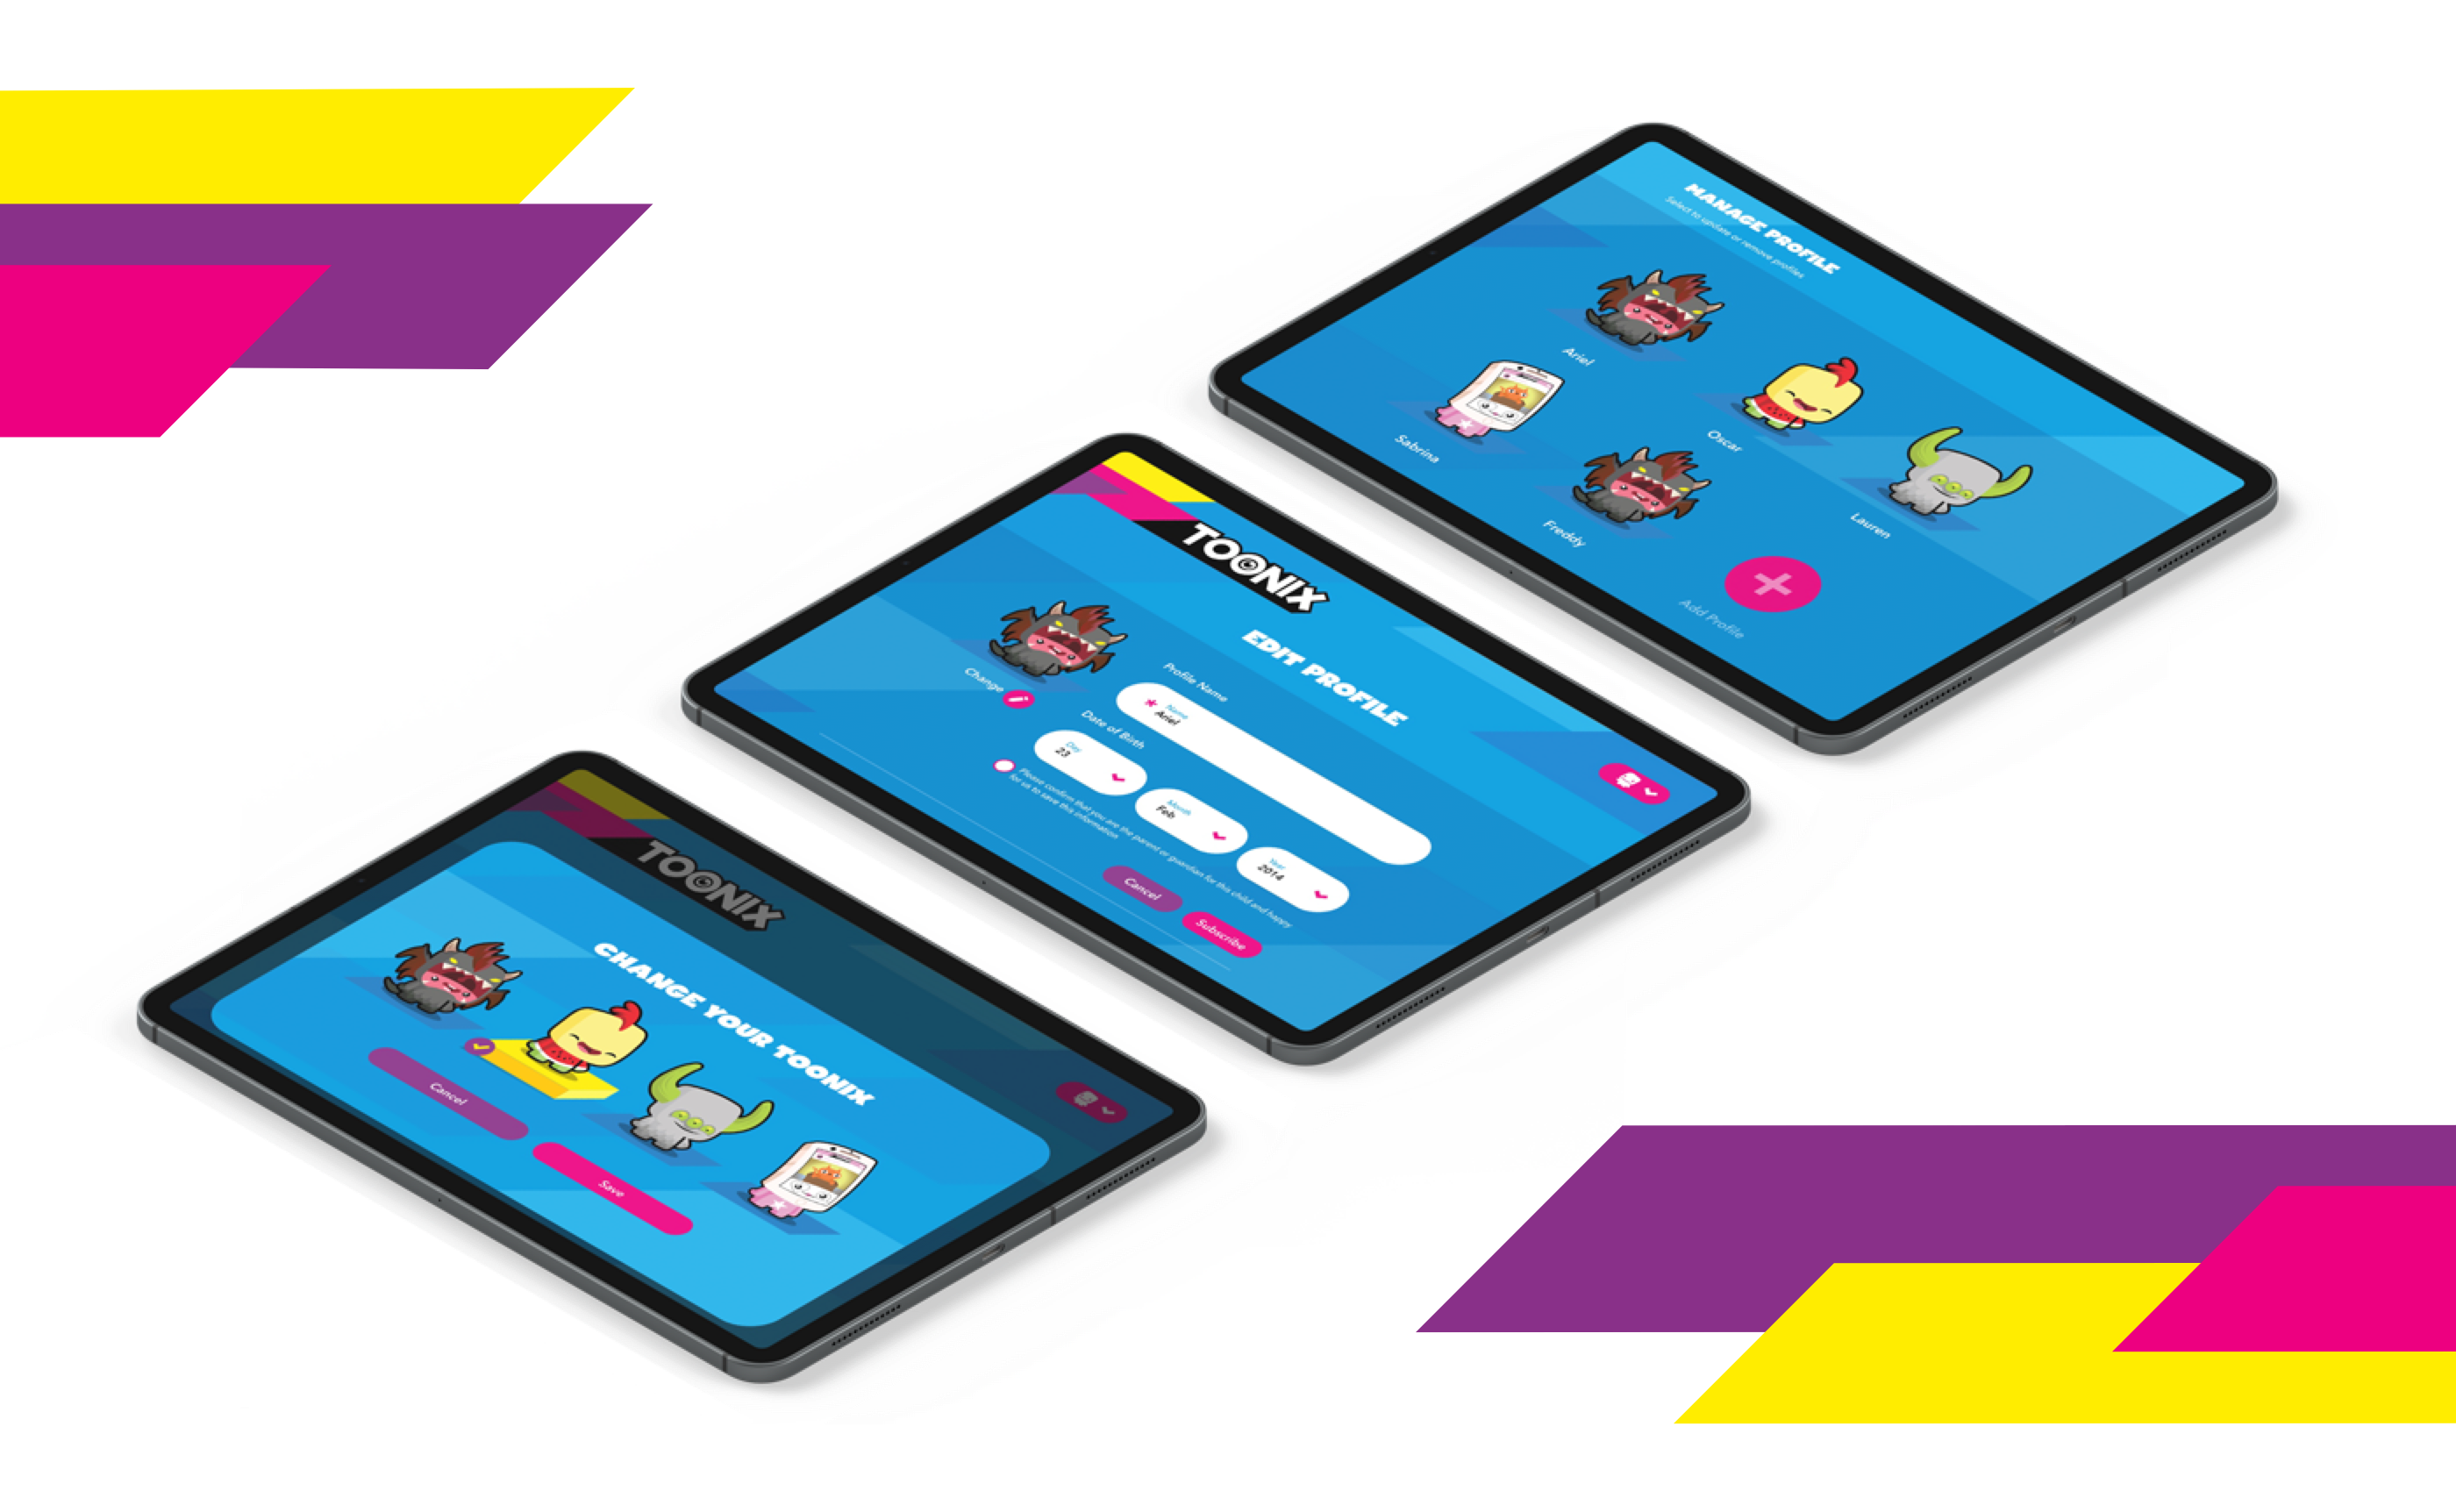 MANAGE PROFILE
Select to update or remove profiles
Ariel
Oscar
Lauren
Sabrina
Freddy
Add Profile
TOONIX
EDIT PROFILE
Change
Profile Name
* Name
Ariel
Date of Birth
Day
23
Month
Feb
Year
2014
Please confirm that you are the parent or guardian for this child and happy
for us to save this information
Cancel
Subscribe
TOONIX
CHANGE YOUR TOONIX
Cancel
Save